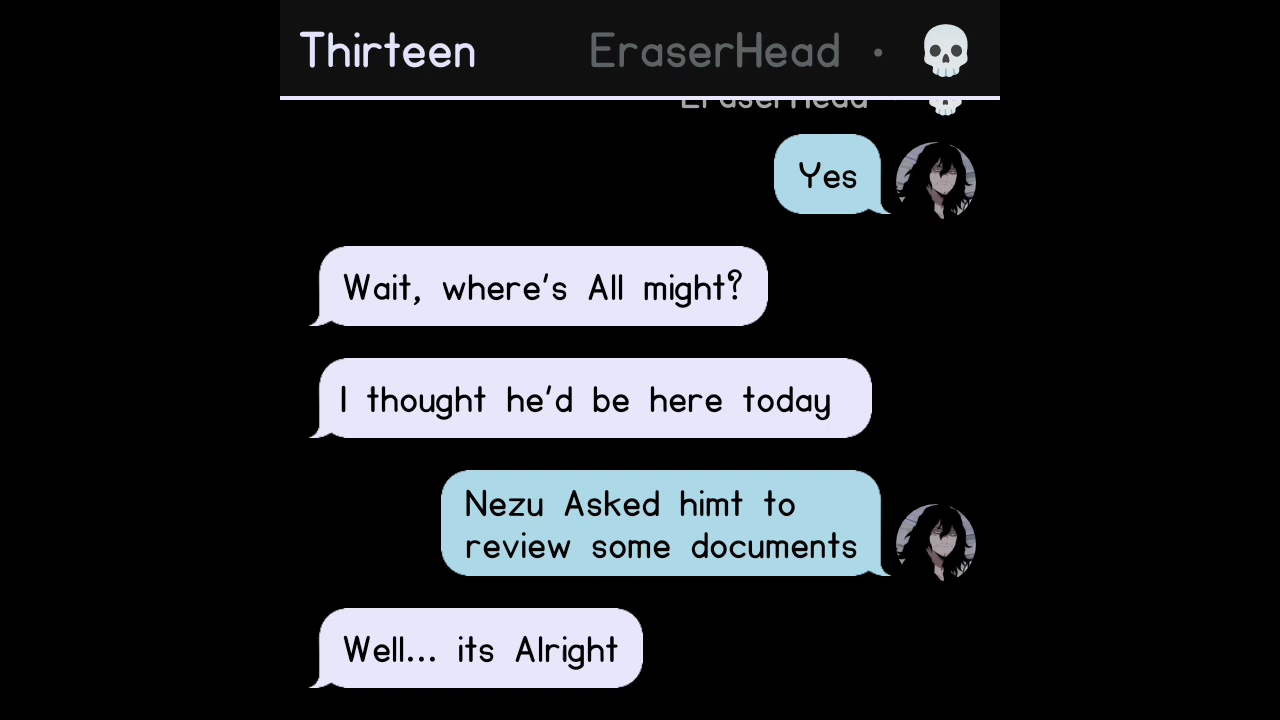 Thirteen
EraserHead ·
EraserHead
Yes
Wait, where's All might?
I thought he'd be here today
Nezu Asked himt to
review some documents
Well... its Alright